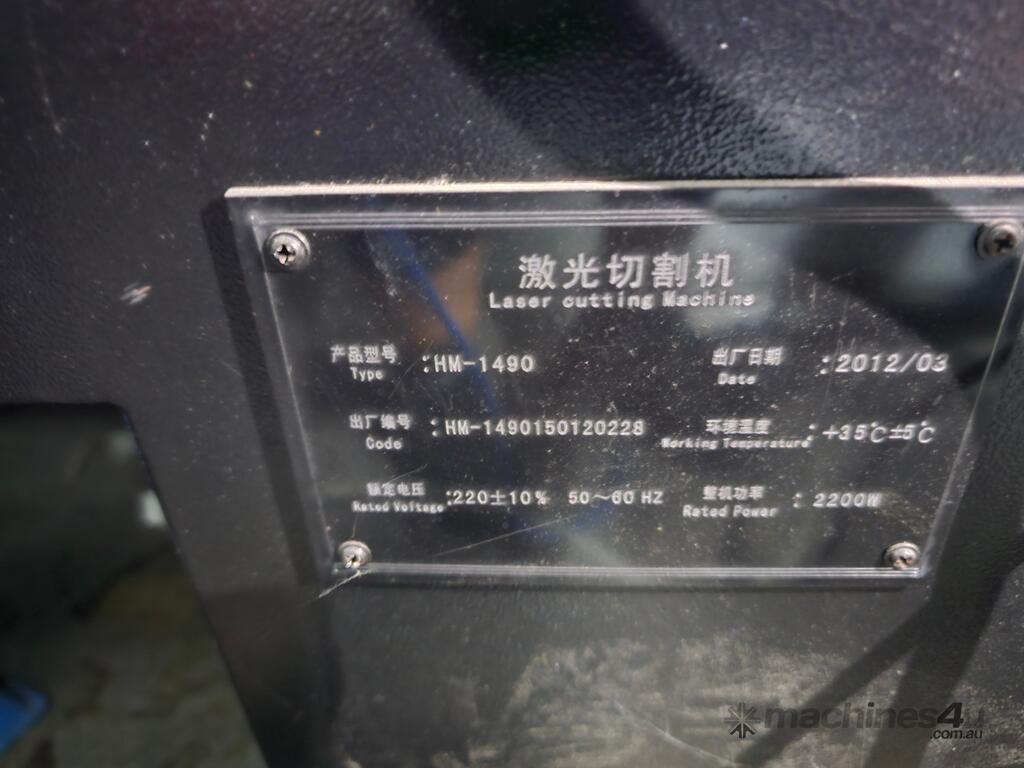 激光切割机
Laser cutting Machine
产品型号 :HM-1490 出厂日期 :2012/03
Type Date
出厂编号 :HM-1490150120228 环境温度 :+35℃±5℃
Code Working Temperature
额定电压 :220±10% 50~60 HZ 整机功率 : 2200W
Rated Voltage Rated Power
machines4u
.com.au